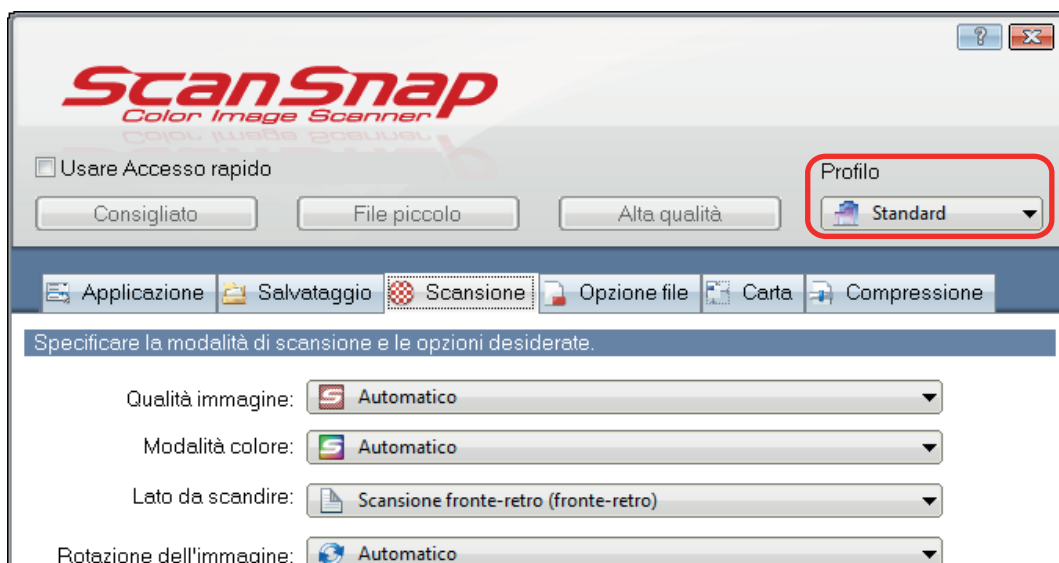 ScanSnap
Color Image Scanner
Usare Accesso rapido
Profilo
Consigliato File piccolo Alta qualità Standard
Applicazione Salvataggio Scansione Opzione file Carta Compressione
Specificare la modalità di scansione e le opzioni desiderate.
Qualità immagine: Automatico
Modalità colore: Automatico
Lato da scandire: Scansione fronte-retro (fronte-retro)
Rotazione dell'immagine: Automatico